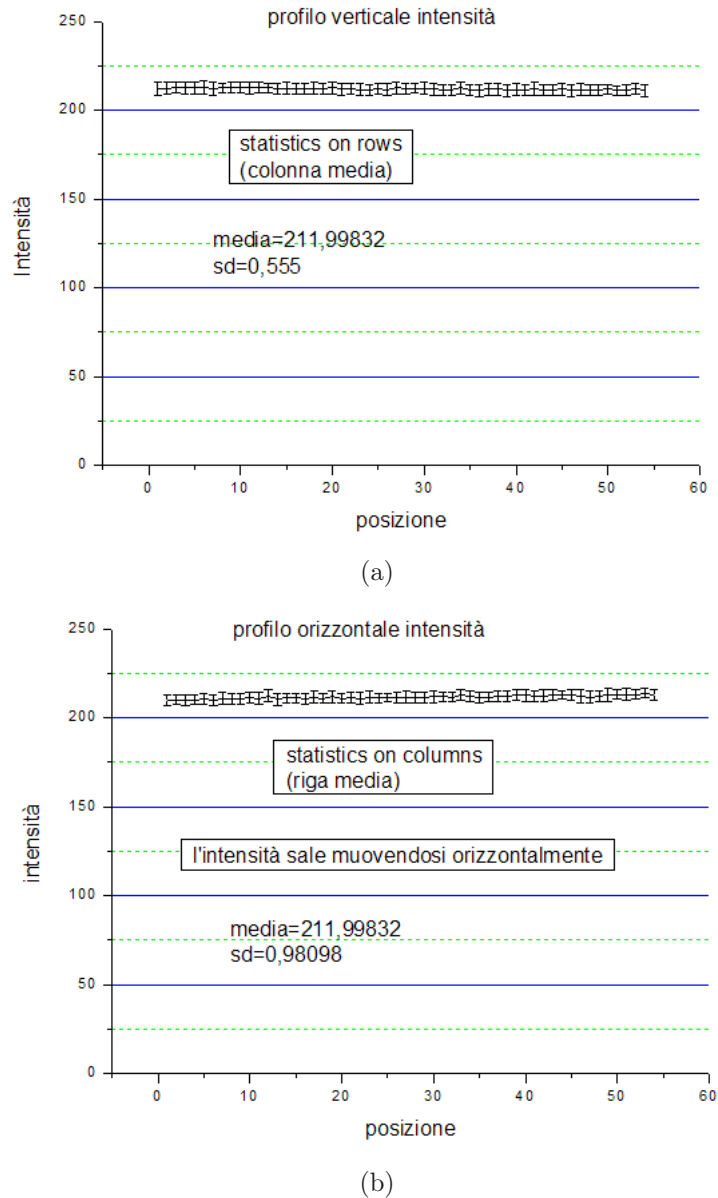 profilo verticale intensità
250
200
150
100
50
0
Intensità
statistics on rows
(colonna media)
media=211,99832
sd=0,555
0 10 20 30 40 50 60
posizione
(a)
profilo orizzontale intensità
250
200
150
100
50
0
intensità
statistics on columns
(riga media)
l'intensità sale muovendosi orizzontalmente
media=211,99832
sd=0,98098
0 10 20 30 40 50 60
posizione
(b)